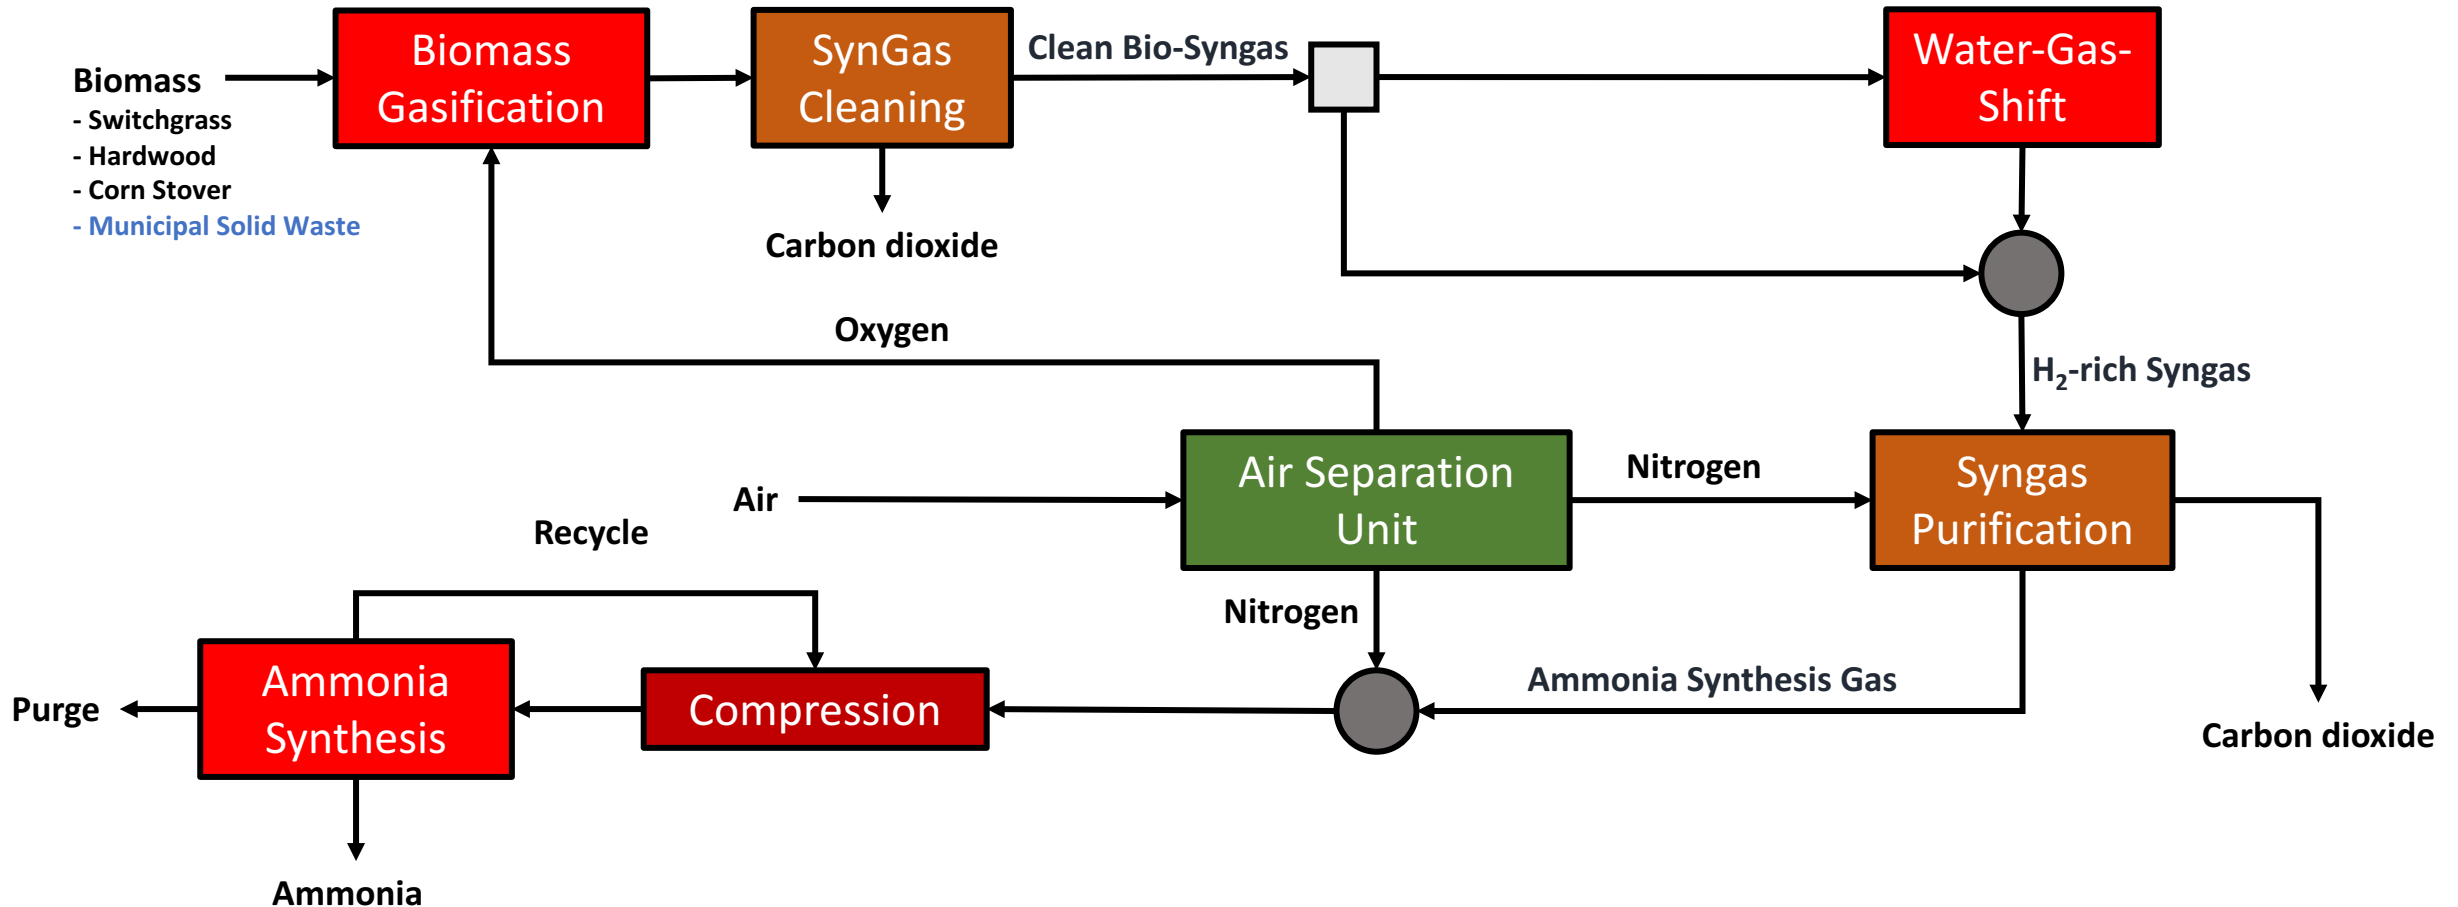 Biomass
Gasification
SynGas
Cleaning
Clean Bio-Syngas
Water-Gas-
Shift
Biomass
- Switchgrass
- Hardwood
- Corn Stover
- Municipal Solid Waste
Carbon dioxide
Oxygen
H₂-rich Syngas
Air
Air Separation
Unit
Nitrogen
Syngas
Purification
Recycle
Nitrogen
Purge
Ammonia
Synthesis
Compression
Ammonia Synthesis Gas
Carbon dioxide
Ammonia